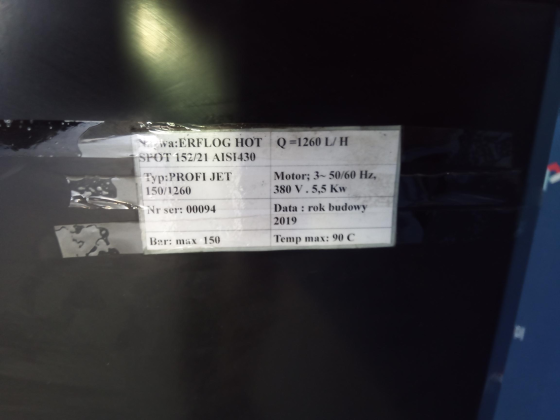 Nazwa:ERFLOG HOT
SPOT 152/21 AISI430
Q =1260 L/ H
Typ:PROFI JET
150/1260
Motor; 3~ 50/60 Hz,
380 V . 5,5 Kw
Nr ser: 00094
Data : rok budowy
2019
Bar: max 150
Temp max: 90 C